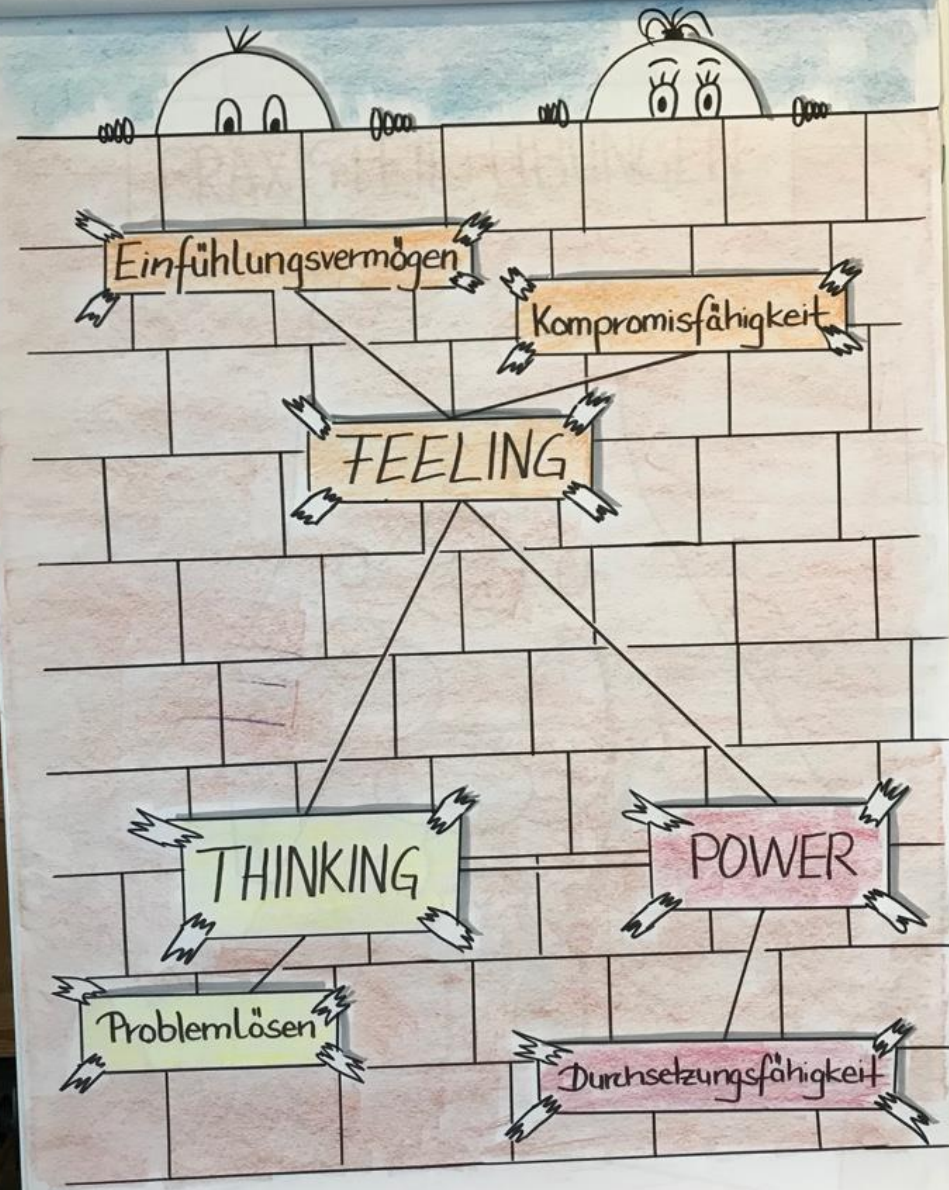 Einfühlungsvermögen
Kompromisfähigkeit
FEELING
THINKING
POWER
Problemlösen
Durchsetzungsfähigkeit